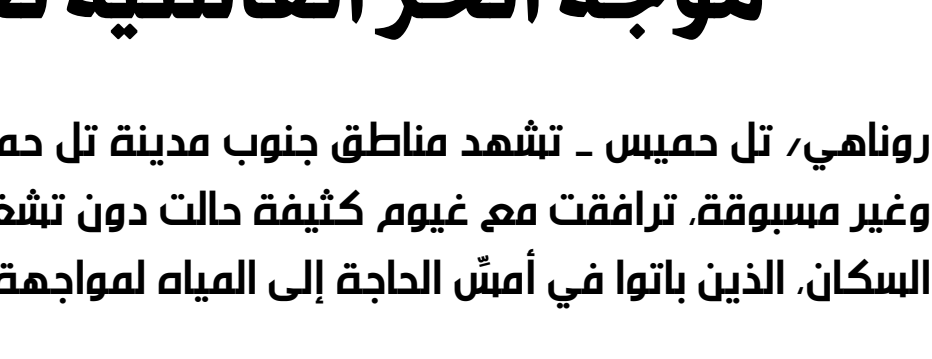 موجة الحر القاسية
روناهي/ تل حميس ـ تشهد مناطق جنوب مدينة تل حم
وغير مسبوقة، ترافقت مع غيوم كثيفة حالت دون تشغ
السكان، الذين باتوا في أمسِّ الحاجة إلى المياه لمواجهة